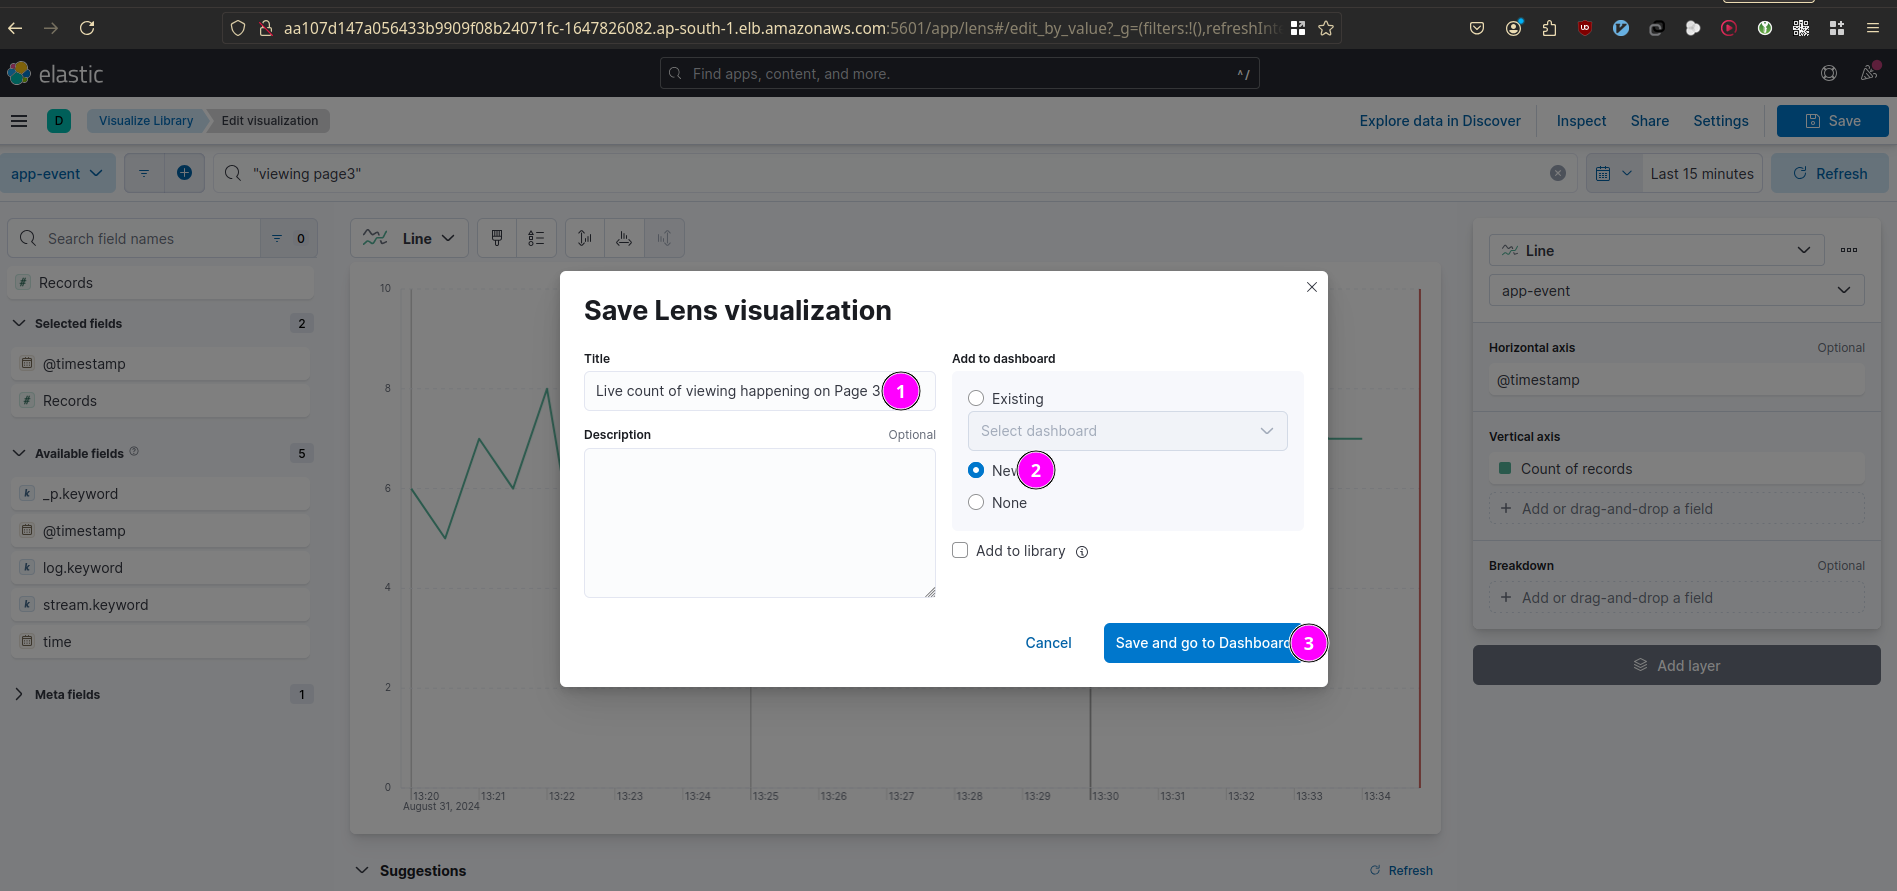 aa107d147a056433b9909f08b24071fc-1647826082.ap-south-1.elb.amazonaws.com:5601/app/lens#/edit_by_value?_g=(filters:!(),refreshInte
elastic
Find apps, content, and more.
^/
D
Visualize Library
Edit visualization
Explore data in Discover
Inspect
Share
Settings
Save
app-event
"viewing page3"
Last 15 minutes
Refresh
Search field names
0
Records
Selected fields
2
@timestamp
Records
Available fields
5
_p.keyword
@timestamp
log.keyword
stream.keyword
time
Meta fields
1
Line
10
8
6
4
2
0
13:20
13:21
13:22
13:23
13:24
13:25
13:26
13:27
13:28
13:29
13:30
13:31
13:32
13:33
13:34
August 31, 2024
Save Lens visualization
Title
Live count of viewing happening on Page 3
1
Description
Optional
Add to dashboard
Existing
Select dashboard
New
2
None
Add to library
Cancel
Save and go to Dashboard
3
Line
app-event
Horizontal axis
Optional
@timestamp
Vertical axis
Count of records
Add or drag-and-drop a field
Breakdown
Optional
Add or drag-and-drop a field
Add layer
Suggestions
Refresh